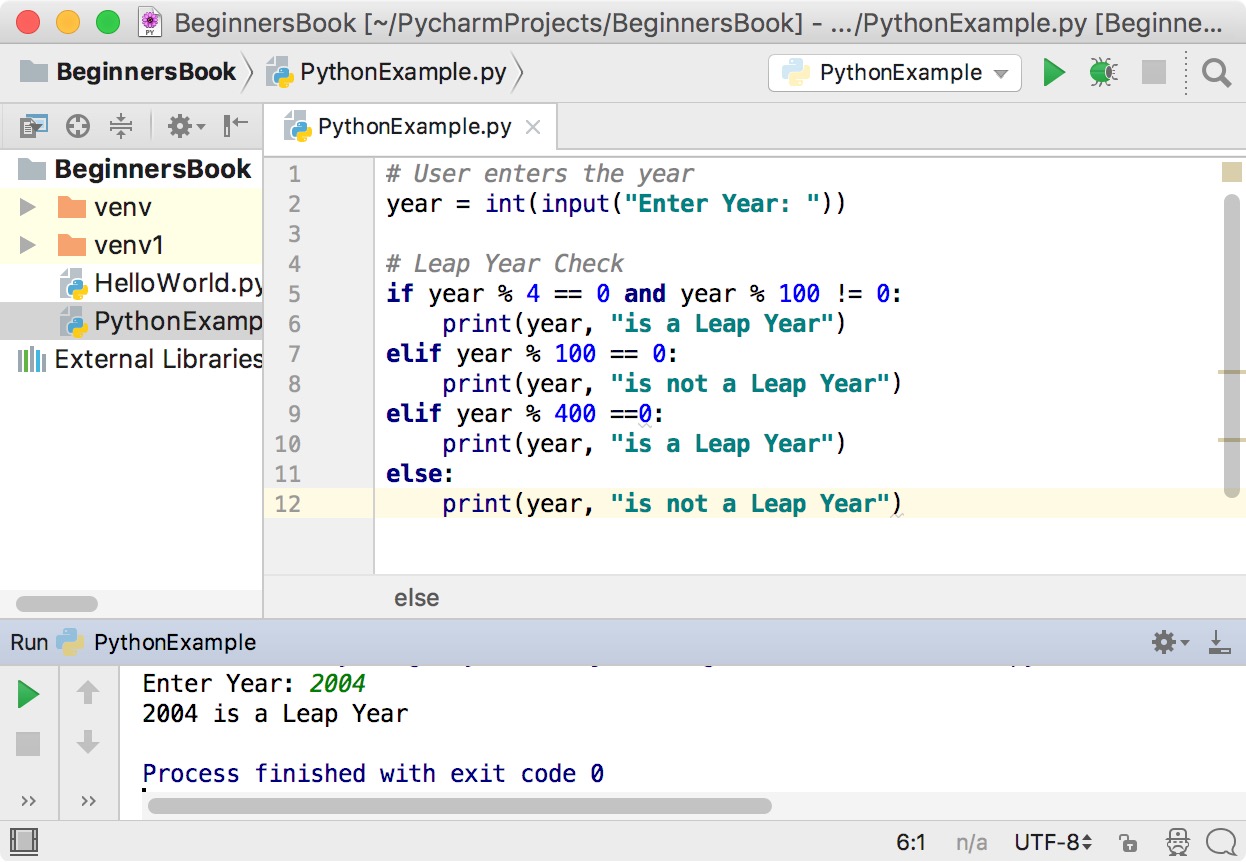 BeginnersBook [~/PycharmProjects/BeginnersBook] - .../PythonExample.py [Beginne...
BeginnersBook PythonExample.py PythonExample
PythonExample.py
BeginnersBook
venv
venv1
HelloWorld.py
PythonExamp
External Libraries
1 # User enters the year
2 year = int(input("Enter Year: "))
3
4 # Leap Year Check
5 if year % 4 == 0 and year % 100 != 0:
6     print(year, "is a Leap Year")
7 elif year % 100 == 0:
8     print(year, "is not a Leap Year")
9 elif year % 400 ==0:
10     print(year, "is a Leap Year")
11 else:
12     print(year, "is not a Leap Year")
else
Run PythonExample
Enter Year: 2004
2004 is a Leap Year
Process finished with exit code 0
6:1 n/a UTF-8